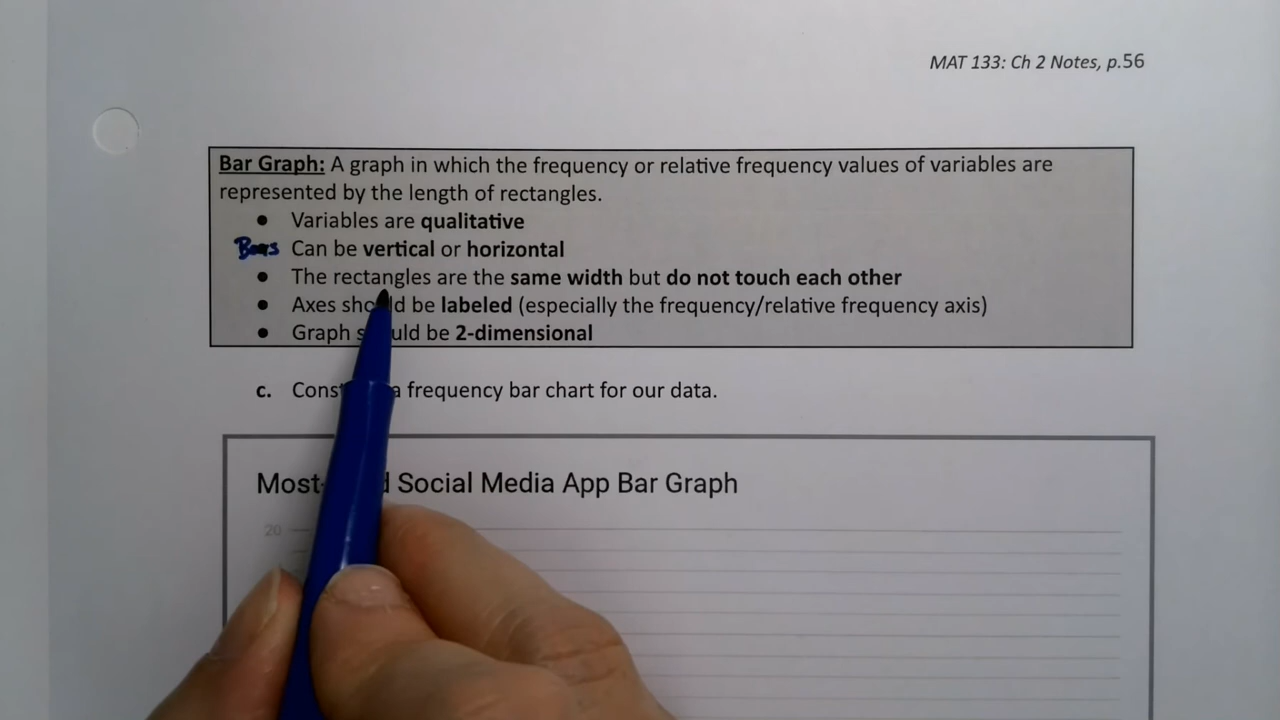 MAT 133: Ch 2 Notes, p.56
Bar Graph: A graph in which the frequency or relative frequency values of variables are
represented by the length of rectangles.
• Variables are qualitative
Bars Can be vertical or horizontal
• The rectangles are the same width but do not touch each other
• Axes should be labeled (especially the frequency/relative frequency axis)
• Graph should be 2-dimensional
c. a frequency bar chart for our data.
Social Media App Bar Graph
20